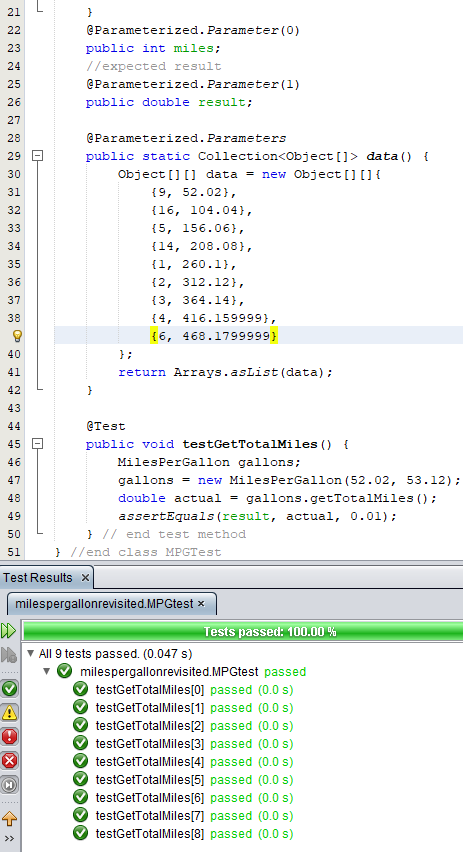 21 }
22 @Parameterized.Parameter(0)
23 public int miles;
24 //expected result
25 @Parameterized.Parameter(1)
26 public double result;
27
28 @Parameterized.Parameters
29 public static Collection<Object[]> data() {
30 Object[][] data = new Object[][]{
31 {9, 52.02},
32 {16, 104.04},
33 {5, 156.06},
34 {14, 208.08},
35 {1, 260.1},
36 {2, 312.12},
37 {3, 364.14},
38 {4, 416.159999},
{6, 468.1799999}
40 };
41 return Arrays.asList(data);
42 }
43
44 @Test
45 public void testGetTotalMiles() {
46 MilesPerGallon gallons;
47 gallons = new MilesPerGallon(52.02, 53.12);
48 double actual = gallons.getTotalMiles();
49 assertEquals(result, actual, 0.01);
50 } // end test method
51 } //end class MPGTest
Test Results ×
milespergallonrevisited.MPGtest ×
Tests passed: 100.00 %
All 9 tests passed. (0.047 s)
milespergallonrevisited.MPGtest passed
testGetTotalMiles[0] passed (0.0 s)
testGetTotalMiles[1] passed (0.0 s)
testGetTotalMiles[2] passed (0.0 s)
testGetTotalMiles[3] passed (0.0 s)
testGetTotalMiles[4] passed (0.0 s)
testGetTotalMiles[5] passed (0.0 s)
testGetTotalMiles[6] passed (0.0 s)
testGetTotalMiles[7] passed (0.0 s)
testGetTotalMiles[8] passed (0.0 s)
>>